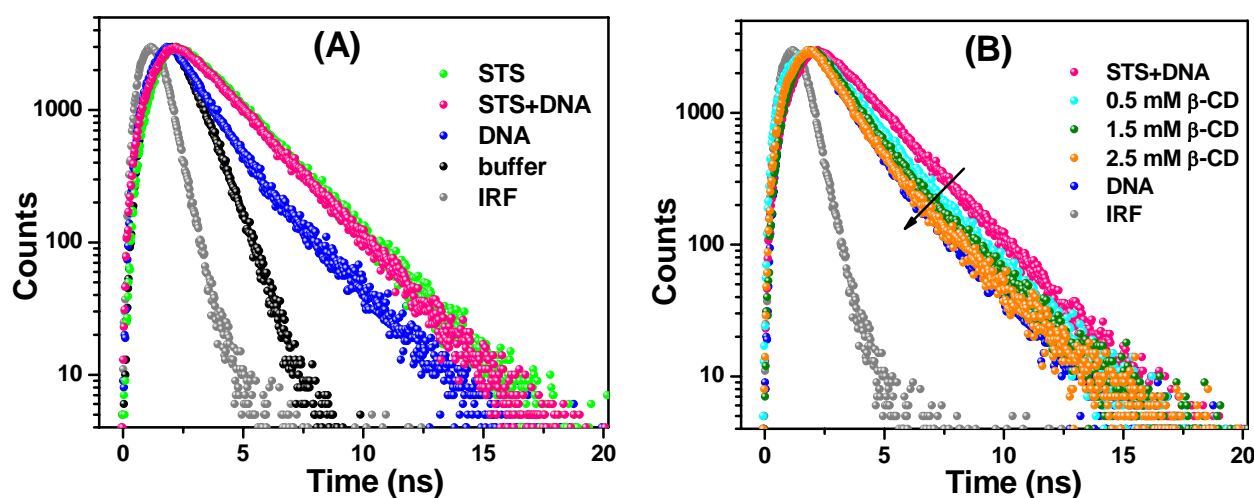 (A)
STS
STS+DNA
DNA
buffer
IRF
1000
100
10
Counts
0 5 10 15 20
Time (ns)
(B)
STS+DNA
0.5 mM β-CD
1.5 mM β-CD
2.5 mM β-CD
DNA
IRF
1000
100
10
Counts
0 5 10 15 20
Time (ns)